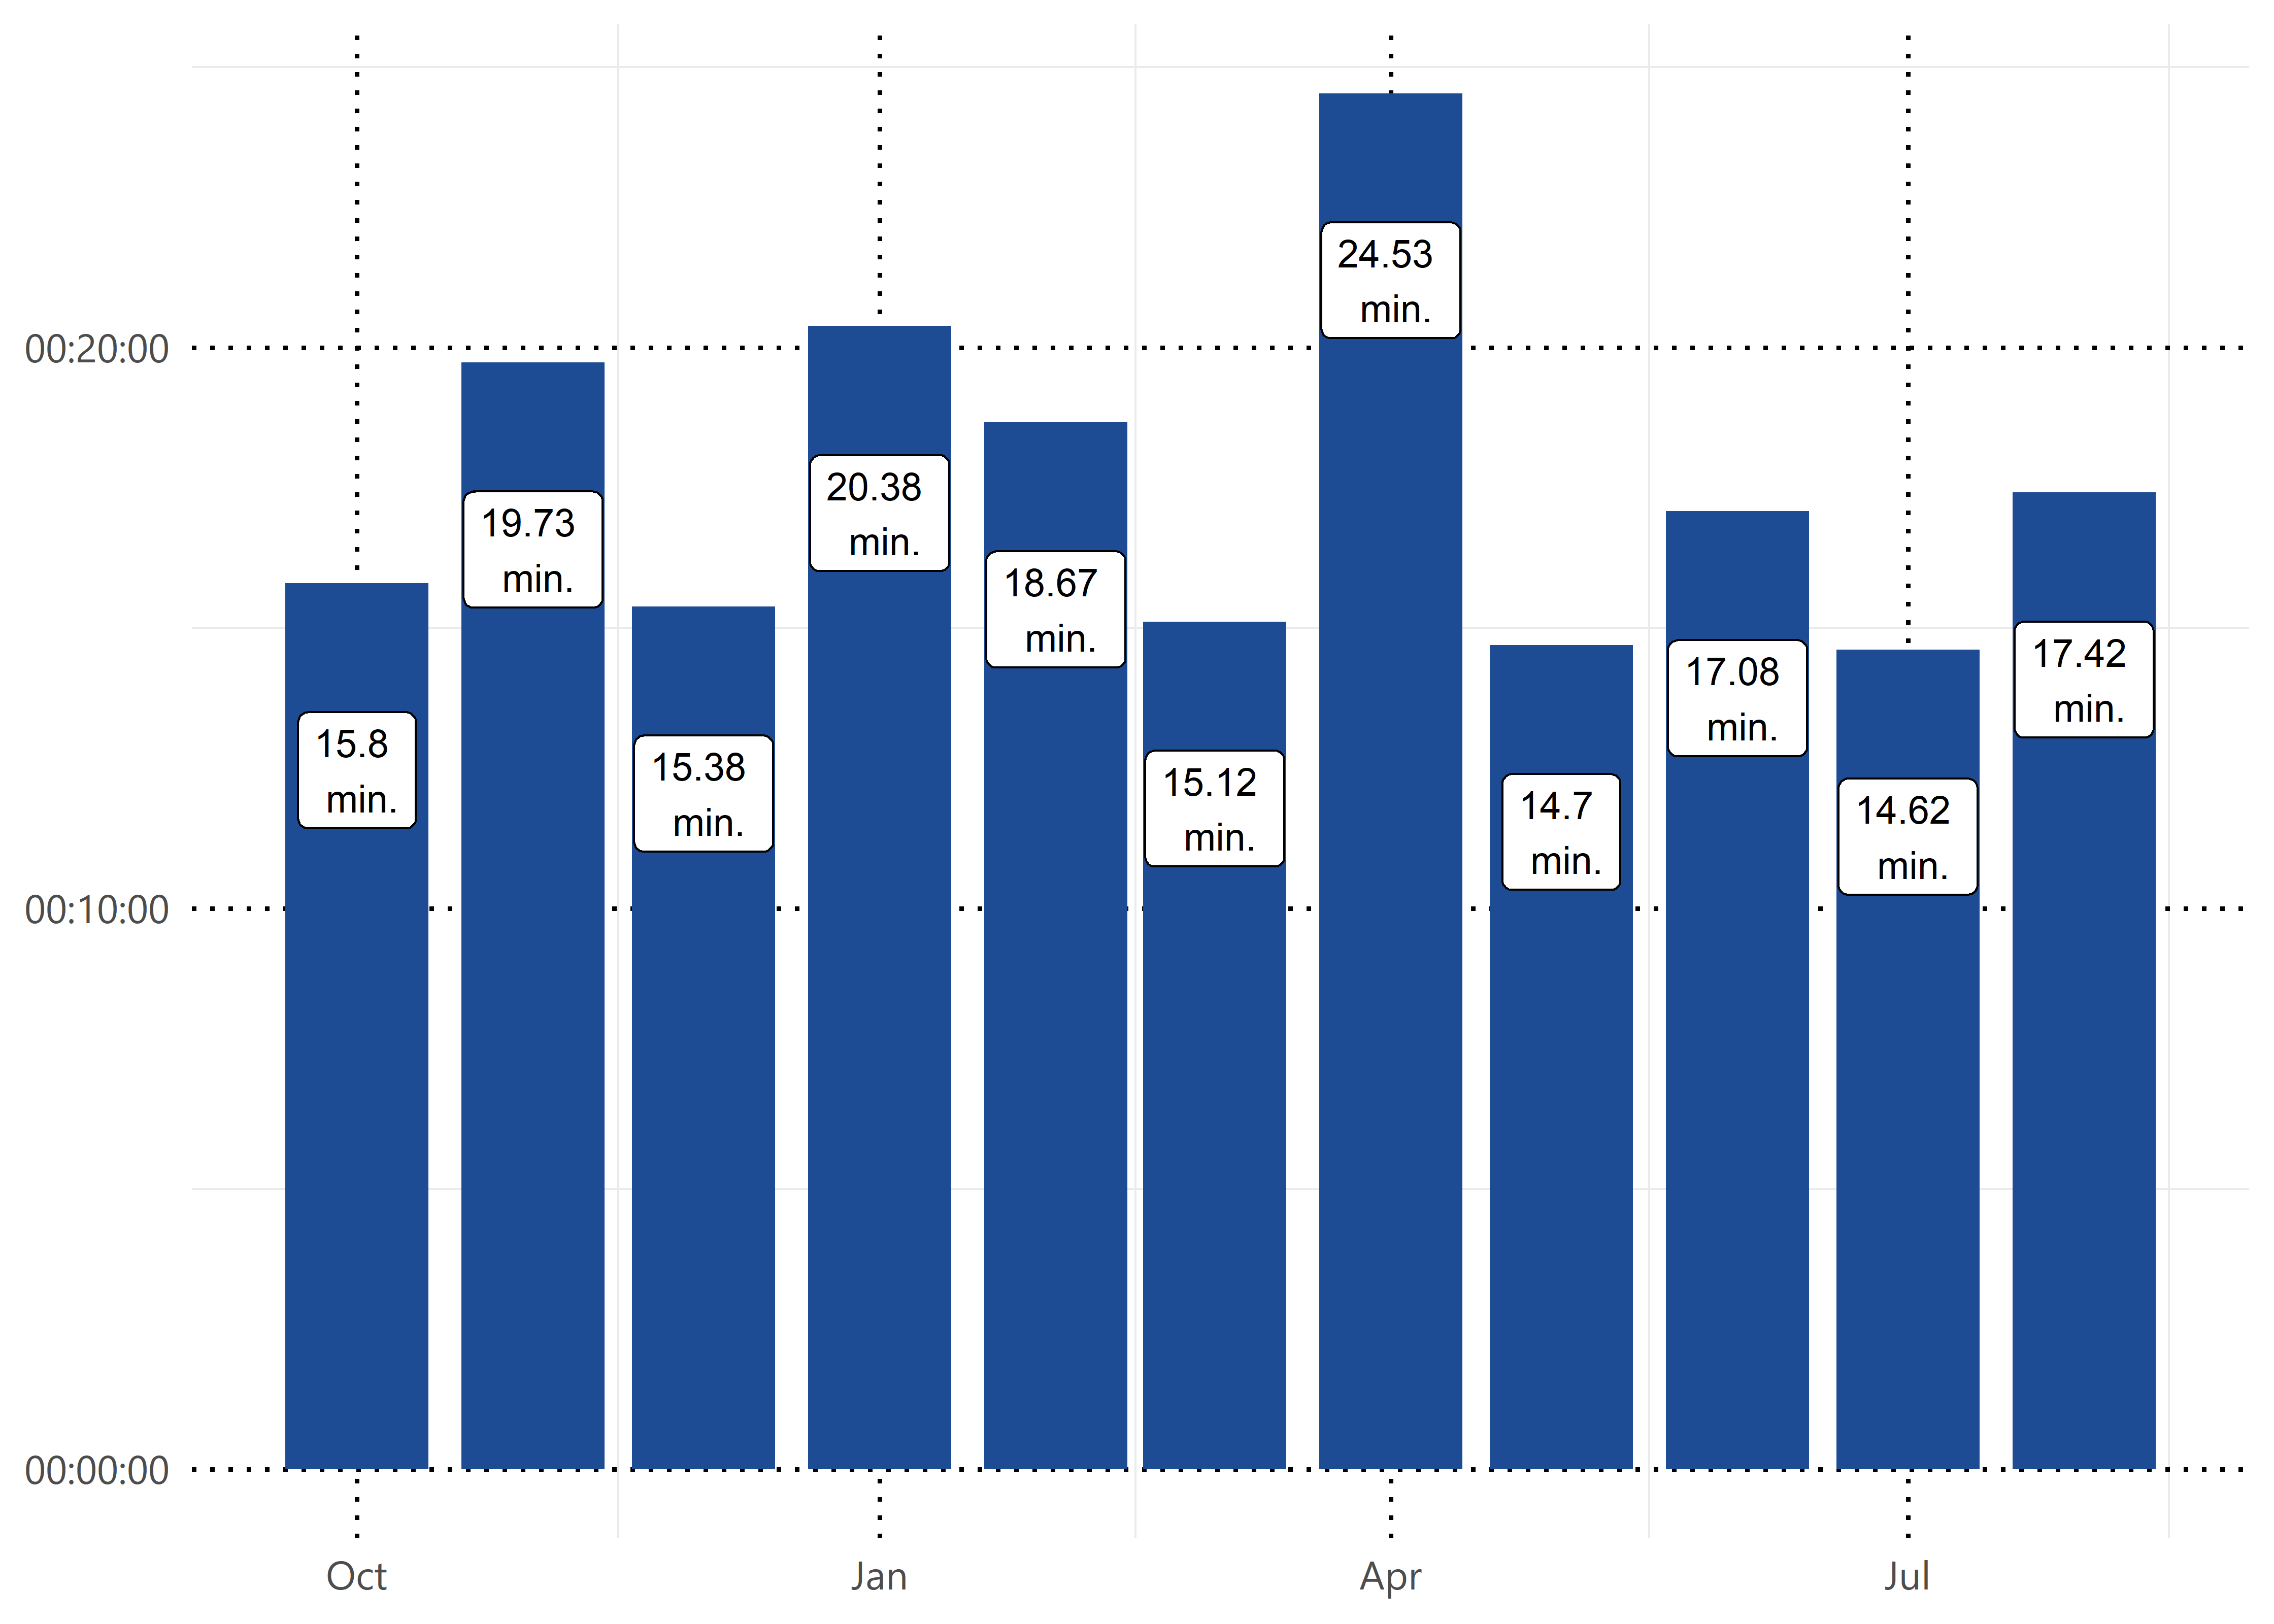 00:20:00
00:10:00
00:00:00
15.8
min.
19.73
min.
15.38
min.
20.38
min.
18.67
min.
15.12
min.
24.53
min.
14.7
min.
17.08
min.
14.62
min.
17.42
min.
Oct
Jan
Apr
Jul